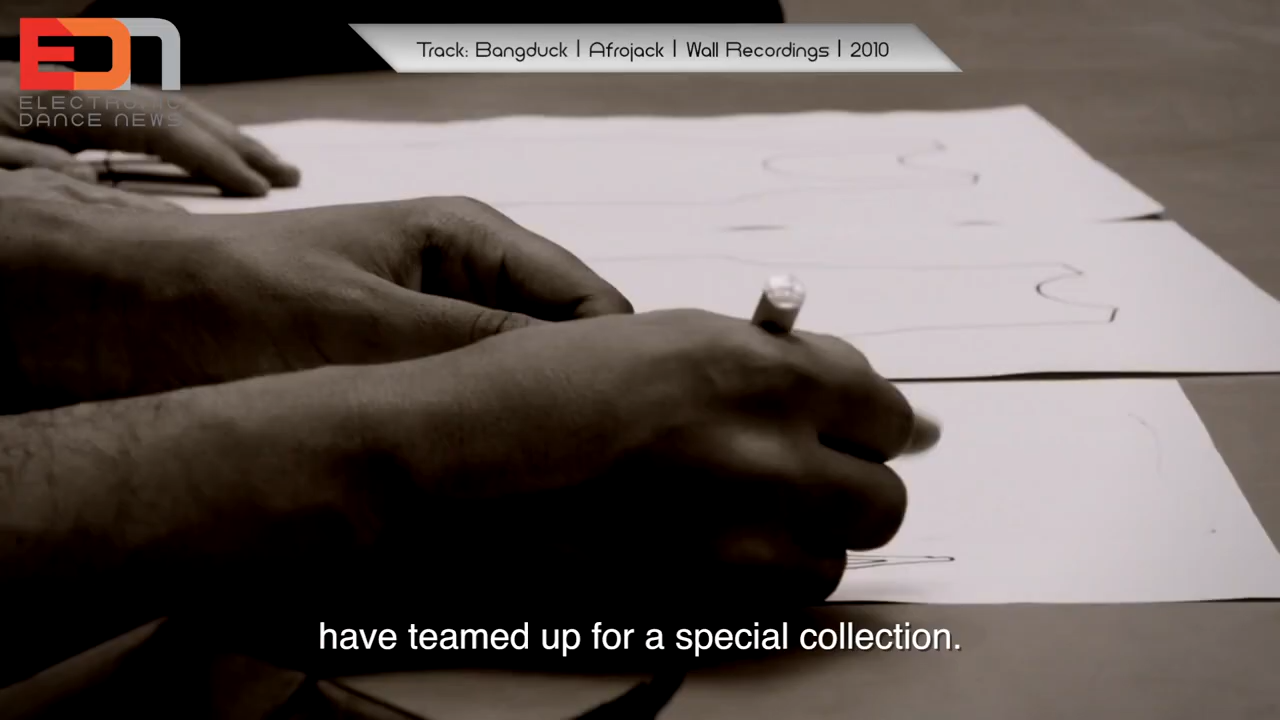 Track: Bangduck | Afrojack | Wall Recordings | 2010
EDN
ELECTRONIC
DANCE NEWS
have teamed up for a special collection.